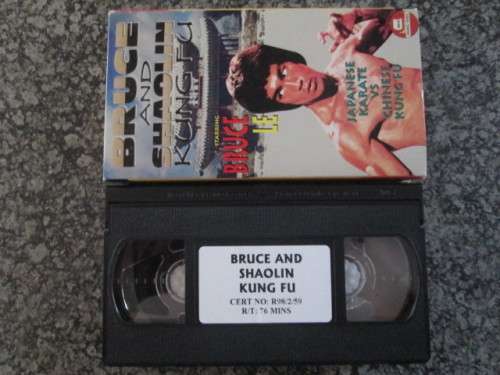 BRUCE
AND
SHAOLIN
KUNG FU
STARRING
BRUCE
LE
JAPANESE
KARATE
VS
CHINESE
KUNG FU
BRUCE AND
SHAOLIN
KUNG FU
CERT NO: R98/2/59
R/T: 76 MINS